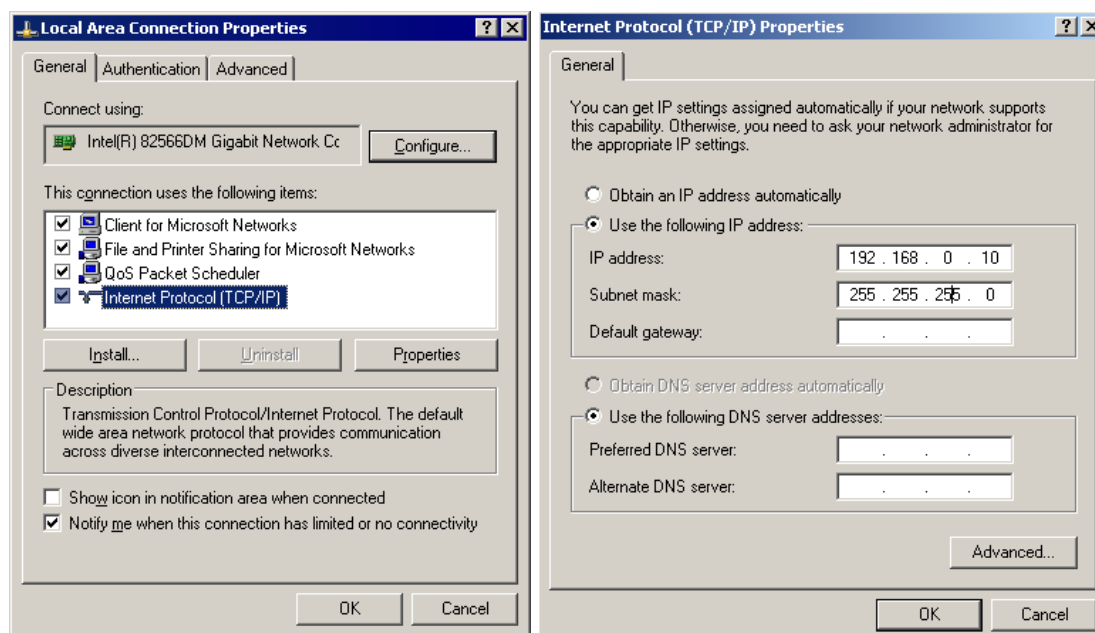 Local Area Connection Properties
General
Authentication
Advanced
Connect using:
Intel(R) 82566DM Gigabit Network Cc
Configure...
This connection uses the following items:
Client for Microsoft Networks
File and Printer Sharing for Microsoft Networks
QoS Packet Scheduler
Internet Protocol (TCP/IP)
Install...
Uninstall
Properties
Description
Transmission Control Protocol/Internet Protocol. The default
wide area network protocol that provides communication
across diverse interconnected networks.
Show icon in notification area when connected
Notify me when this connection has limited or no connectivity
OK
Cancel
Internet Protocol (TCP/IP) Properties
General
You can get IP settings assigned automatically if your network supports
this capability. Otherwise, you need to ask your network administrator for
the appropriate IP settings.
Obtain an IP address automatically
Use the following IP address:
IP address: 192 . 168 . 0 . 10
Subnet mask: 255 . 255 . 255 . 0
Default gateway: . . .
Obtain DNS server address automatically
Use the following DNS server addresses:
Preferred DNS server: . . .
Alternate DNS server: . . .
Advanced...
OK
Cancel